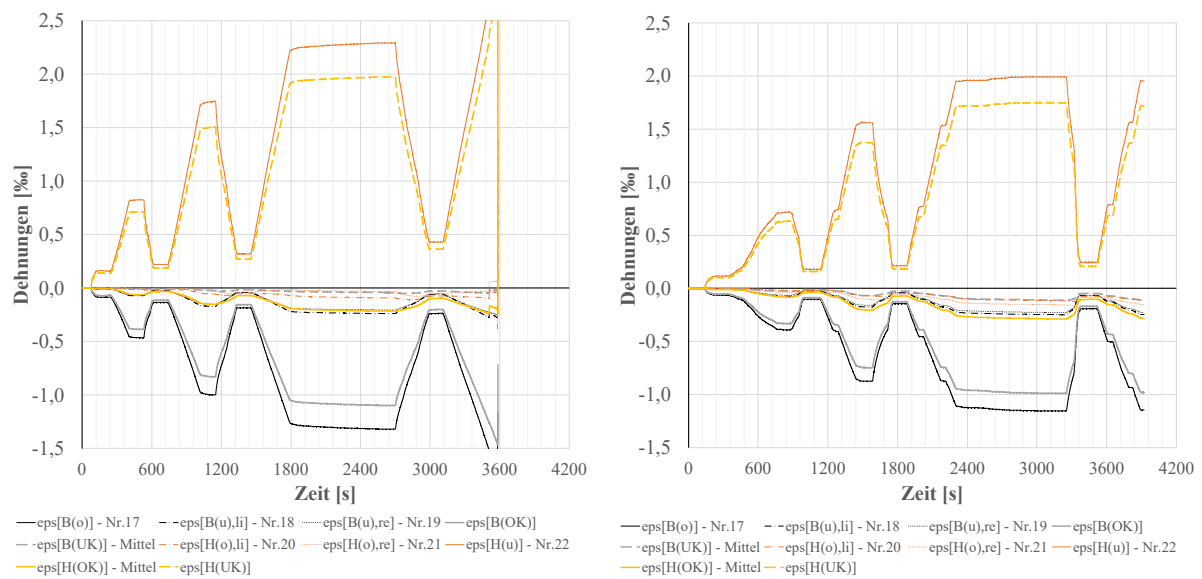 2,5
2,0
1,5
1,0
0,5
0,0
-0,5
-1,0
-1,5
Dehnungen [‰]
0 600 1200 1800 2400 3000 3600 4200
Zeit [s]
eps[B(o)] - Nr.17 eps[B(u),li] - Nr.18 eps[B(u),re] - Nr.19 eps[B(OK)]
eps[B(UK)] - Mittel eps[H(o),li] - Nr.20 eps[H(o),re] - Nr.21 eps[H(u)] - Nr.22
eps[H(OK)] - Mittel eps[H(UK)]
2,5
2,0
1,5
1,0
0,5
0,0
-0,5
-1,0
-1,5
Dehnungen [‰]
0 600 1200 1800 2400 3000 3600 4200
Zeit [s]
eps[B(o)] - Nr.17 eps[B(u),li] - Nr.18 eps[B(u),re] - Nr.19 eps[B(OK)]
eps[B(UK)] - Mittel eps[H(o),li] - Nr.20 eps[H(o),re] - Nr.21 eps[H(u)] - Nr.22
eps[H(OK)] - Mittel eps[H(UK)]